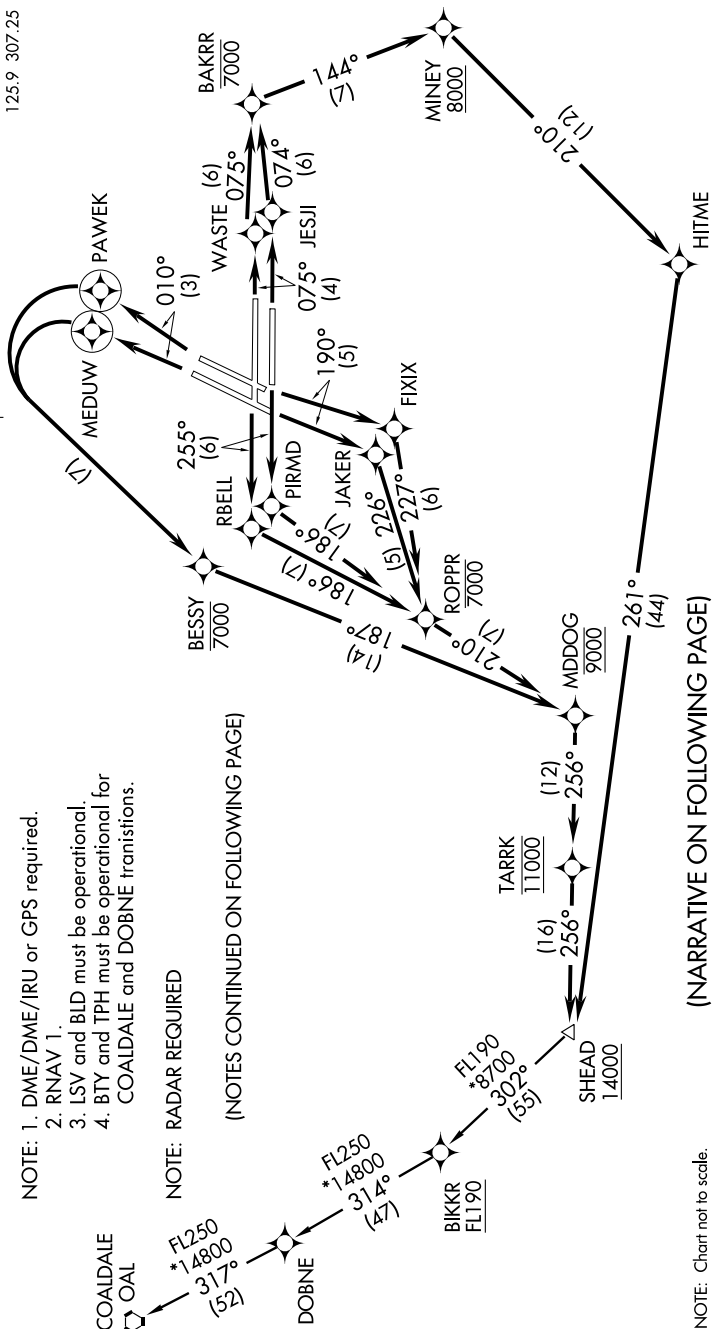 125.9 307.25
NOTE: 1. DME/DME/IRU or GPS required.
2. RNAV 1.
3. LSV and BLD must be operational.
4. BTY and TPH must be operational for
COALDALE and DOBNE tranistions.
NOTE: RADAR REQUIRED
(NOTES CONTINUED ON FOLLOWING PAGE)
COALDALE
OAL
FL250
*14800
317°
(52)
DOBNE
FL250
*14800
314°
(47)
BIKKR
FL190
FL190
*8700
302°
(55)
SHEAD
14000
(16)
256°
TARRK
11000
(12)
256°
MDDOG
9000
BESSY
7000
(7)
187°
(14)
MEDUW
PAWEK
010°
(3)
255°
(6)
RBELL
PIRMD
186° (7)
186°
(7)
JAKER
FIXIX
190°
(5)
(5) 226°
227°
(6)
ROPPR
7000
210°
(7)
WASTE
JESJI
075°
(4)
(6)
075°
074°
(6)
BAKRR
7000
144°
(7)
MINEY
8000
210°
(12)
HITME
261°
(44)
(NARRATIVE ON FOLLOWING PAGE)
NOTE: Chart not to scale.